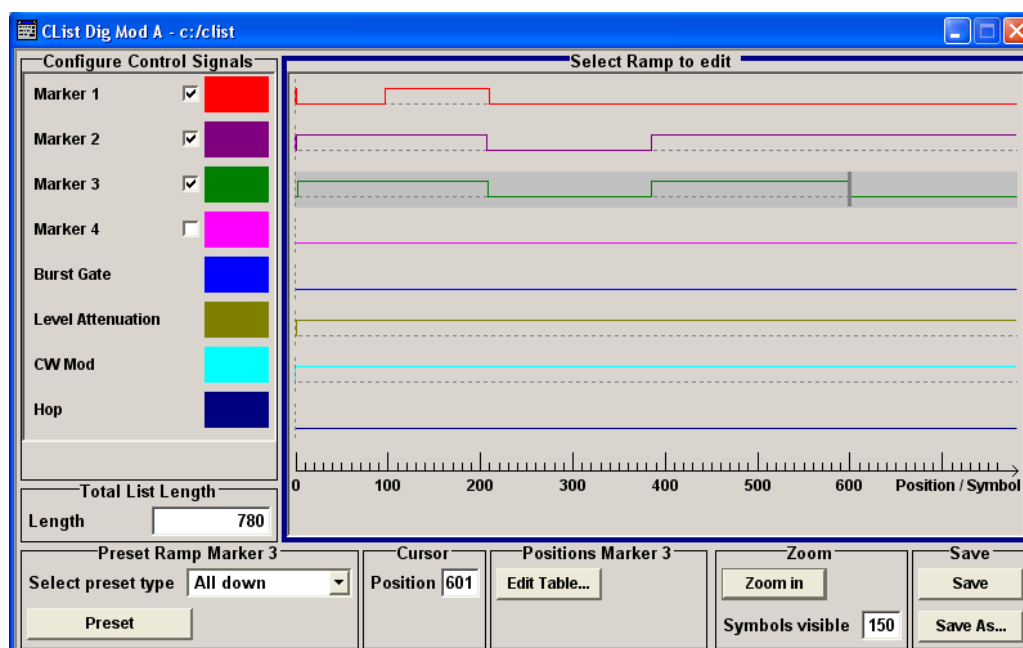 CList Dig Mod A - c:/clist
Configure Control Signals
Select Ramp to edit
Marker 1
Marker 2
Marker 3
Marker 4
Burst Gate
Level Attenuation
CW Mod
Hop
0 100 200 300 400 500 600 Position / Symbol
Total List Length
Length 780
Preset Ramp Marker 3
Select preset type All down
Preset
Cursor
Position 601
Positions Marker 3
Edit Table...
Zoom
Zoom in
Symbols visible 150
Save
Save
Save As...